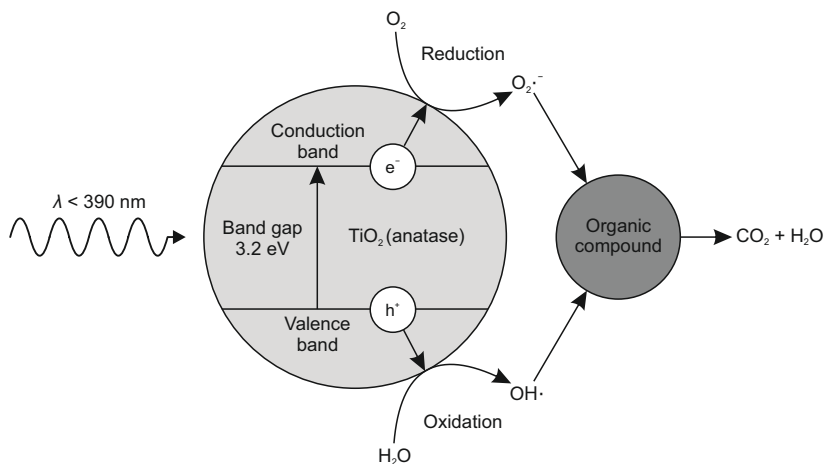 O₂
Reduction
O₂·⁻
Conduction
band
e⁻
λ < 390 nm
Band gap
3.2 eV
TiO₂ (anatase)
Organic
compound
CO₂ + H₂O
h⁺
Valence
band
OH·
Oxidation
H₂O